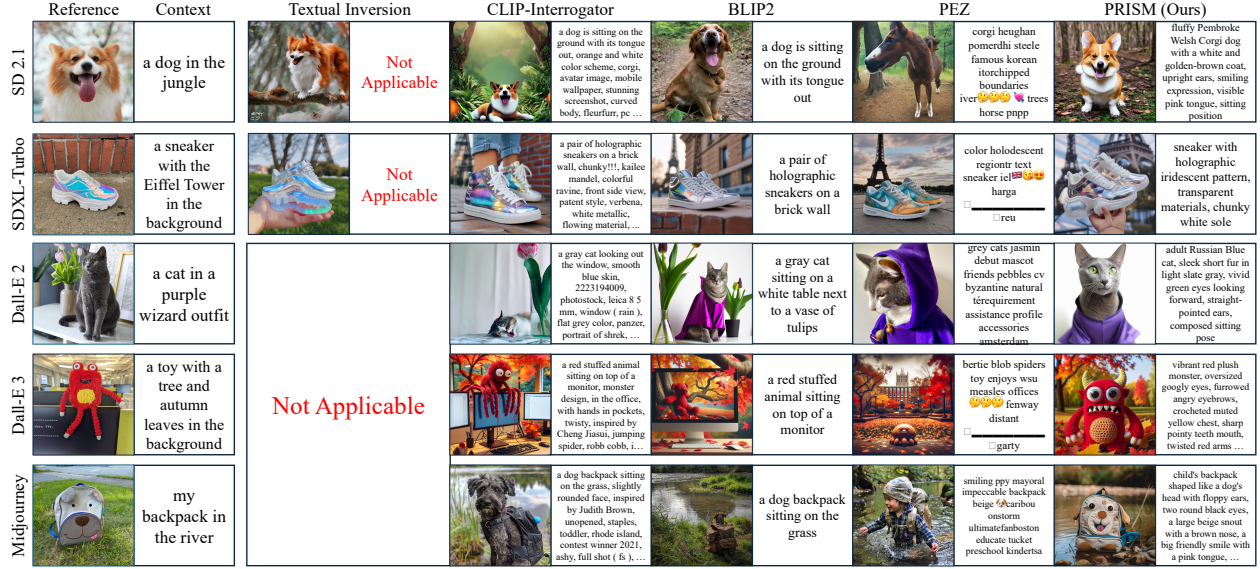 Reference
Context
Textual Inversion
CLIP-Interrogator
BLIP2
PEZ
PRISM (Ours)
SD 2.1
a dog in the
jungle
Not
Applicable
a dog is sitting on the
ground with its tongue
out, orange and white
color scheme, corgi,
avatar image, mobile
wallpaper, stunning
screenshot, curved
body, fleurfurr, pc ...
a dog is sitting
on the ground
with its tongue
out
corgi heughan
pomerdhi steele
famous korean
itorchipped
boundaries
iver🤔🤔🤔 💘 trees
horse pnpp
fluffy Pembroke
Welsh Corgi dog
with a white and
golden-brown coat,
upright ears, smiling
expression, visible
pink tongue, sitting
position
SDXL-Turbo
a sneaker
with the
Eiffel Tower
in the
background
Not
Applicable
a pair of holographic
sneakers on a brick
wall, chunky!!!, kailee
mandel, colorful
ravine, front side view,
patent style, verbena,
white metallic,
flowing material, ...
a pair of
holographic
sneakers on a
brick wall
color holodescent
regiontr text
sneaker iel🇬🇧😘😍
harga
□ ▁▁▁▁▁▁
□reu
sneaker with
holographic
iridescent pattern,
transparent
materials, chunky
white sole
Dall-E 2
a cat in a
purple
wizard outfit
Not Applicable
a gray cat looking out
the window, smooth
blue skin,
2223194009,
photostock, leica 8 5
mm, window ( rain ),
flat grey color, panzer,
portrait of shrek, ...
a gray cat
sitting on a
white table next
to a vase of
tulips
grey cats jasmin
debut mascot
friends pebbles cv
byzantine natural
térequirement
assistance profile
accessories
amsterdam
adult Russian Blue
cat, sleek short fur in
light slate gray, vivid
green eyes looking
forward, straight-
pointed ears,
composed sitting
pose
Dall-E 3
a toy with a
tree and
autumn
leaves in the
background
a red stuffed animal
sitting on top of a
monitor, monster
design, in the office,
with hands in pockets,
twisty, inspired by
Cheng Jiasui, jumping
spider, robb cobb, i...
a red stuffed
animal sitting
on top of a
monitor
bertie blob spiders
toy enjoys wsu
measles offices
🤔🤔🤔 fenway
distant
□ ▁▁▁▁▁▁
□garty
vibrant red plush
monster, oversized
googly eyes, furrowed
angry eyebrows,
crocheted muted
yellow chest, sharp
pointy teeth mouth,
twisted red arms ...
Midjourney
my
backpack in
the river
a dog backpack sitting
on the grass, slightly
rounded face, inspired
by Judith Brown,
unopened, staples,
toddler, rhode island,
contest winner 2021,
ashy, full shot ( fs ), ...
a dog backpack
sitting on the
grass
smiling ppy mayoral
impeccable backpack
beige 🐶caribou
onstorm
ultimatefanboston
educate tucket
preschool kindertsa
child's backpack
shaped like a dog's
head with floppy ears,
two round black eyes,
a large beige snout
with a brown nose, a
big friendly smile with
a pink tongue, ...